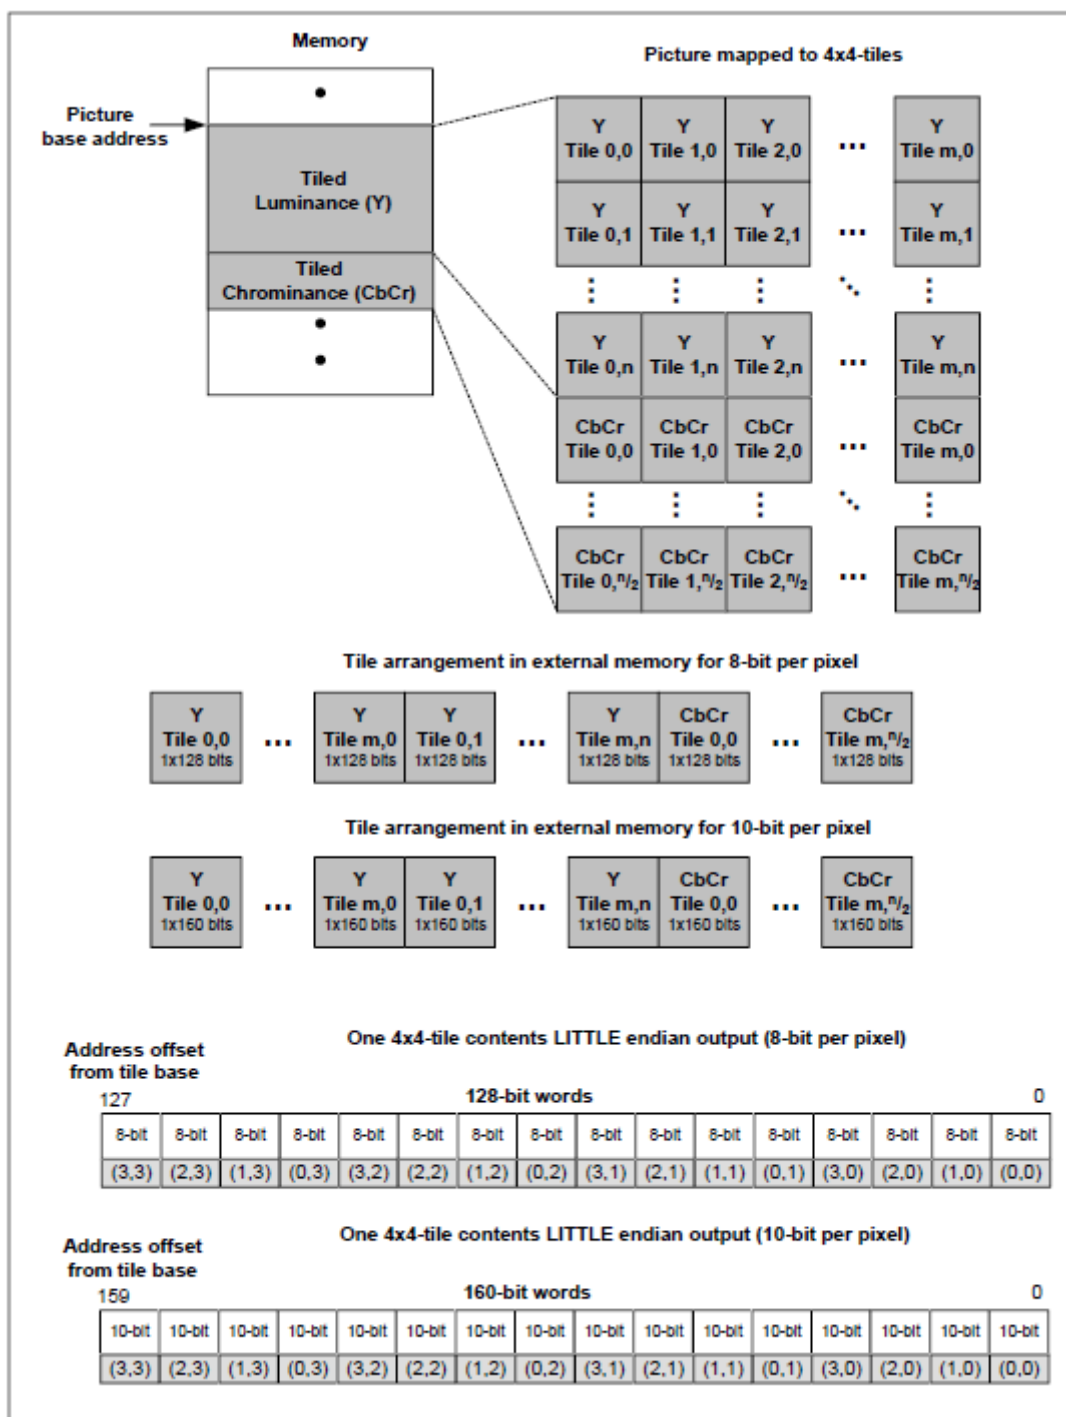 Memory
Picture mapped to 4x4-tiles
Picture
base address
Tiled
Luminance (Y)
Tiled
Chrominance (CbCr)
Y Y Y Y
Tile 0,0 Tile 1,0 Tile 2,0 ... Tile m,0
Y Y Y Y
Tile 0,1 Tile 1,1 Tile 2,1 ... Tile m,1
Y Y Y Y
Tile 0,n Tile 1,n Tile 2,n ... Tile m,n
CbCr CbCr CbCr CbCr
Tile 0,0 Tile 1,0 Tile 2,0 ... Tile m,0
CbCr CbCr CbCr CbCr
Tile 0,n/2 Tile 1,n/2 Tile 2,n/2 ... Tile m,n/2
Tile arrangement in external memory for 8-bit per pixel
Y Y Y Y CbCr CbCr
Tile 0,0 ... Tile m,0 Tile 0,1 ... Tile m,n Tile 0,0 ... Tile m,n/2
1x128 bits 1x128 bits 1x128 bits 1x128 bits 1x128 bits 1x128 bits
Tile arrangement in external memory for 10-bit per pixel
Y Y Y Y CbCr CbCr
Tile 0,0 ... Tile m,0 Tile 0,1 ... Tile m,n Tile 0,0 ... Tile m,n/2
1x160 bits 1x160 bits 1x160 bits 1x160 bits 1x160 bits 1x160 bits
One 4x4-tile contents LITTLE endian output (8-bit per pixel)
Address offset
from tile base
127 128-bit words 0
8-bit 8-bit 8-bit 8-bit 8-bit 8-bit 8-bit 8-bit 8-bit 8-bit 8-bit 8-bit 8-bit 8-bit 8-bit 8-bit
(3,3) (2,3) (1,3) (0,3) (3,2) (2,2) (1,2) (0,2) (3,1) (2,1) (1,1) (0,1) (3,0) (2,0) (1,0) (0,0)
One 4x4-tile contents LITTLE endian output (10-bit per pixel)
Address offset
from tile base
159 160-bit words 0
10-bit 10-bit 10-bit 10-bit 10-bit 10-bit 10-bit 10-bit 10-bit 10-bit 10-bit 10-bit 10-bit 10-bit 10-bit 10-bit
(3,3) (2,3) (1,3) (0,3) (3,2) (2,2) (1,2) (0,2) (3,1) (2,1) (1,1) (0,1) (3,0) (2,0) (1,0) (0,0)